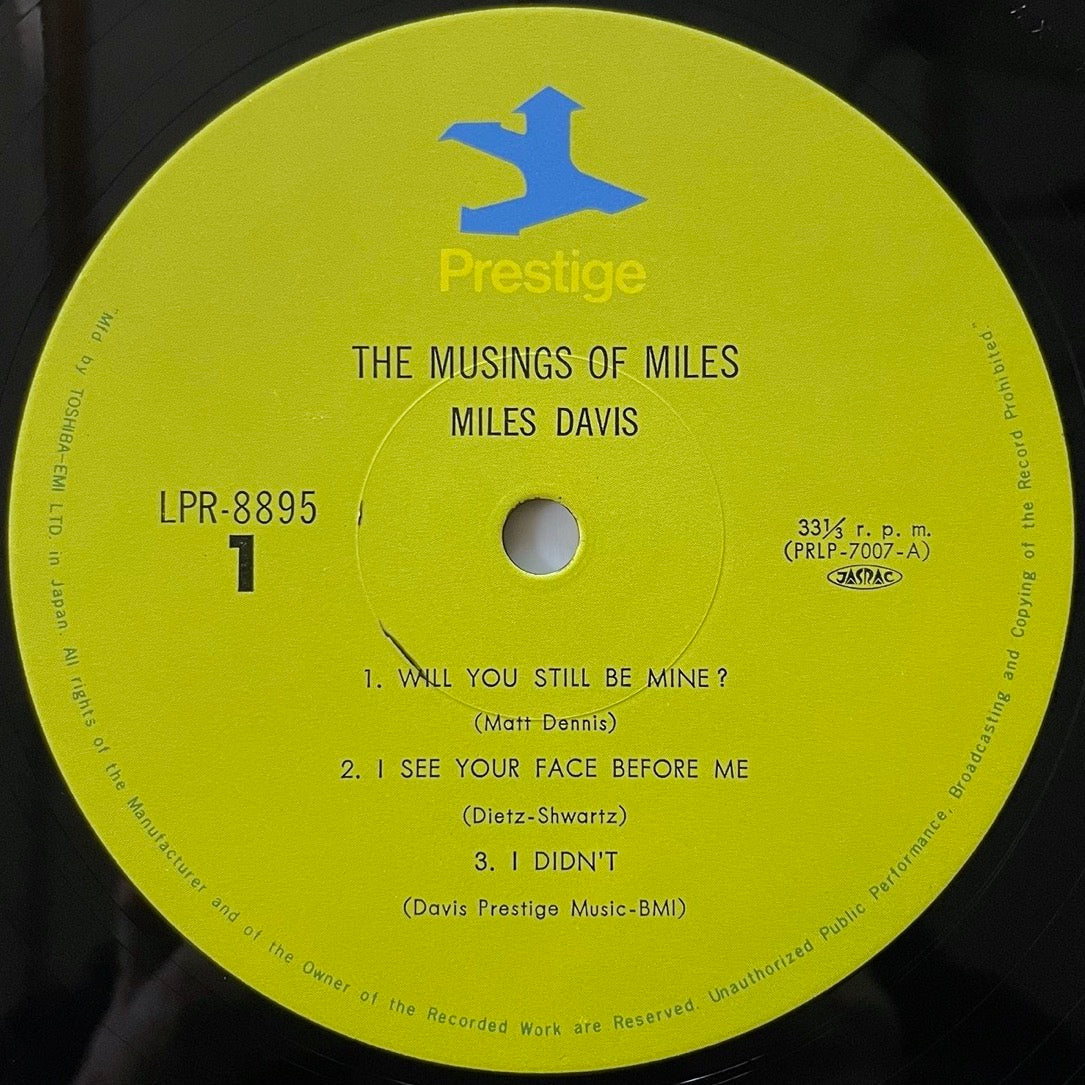 Prestige
THE MUSINGS OF MILES
MILES DAVIS
LPR-8895
1
33⅓ r. p. m.
(PRLP-7007-A)
JASRAC
1. WILL YOU STILL BE MINE?
(Matt Dennis)
2. I SEE YOUR FACE BEFORE ME
(Dietz-Shwartz)
3. I DIDN'T
(Davis Prestige Music-BMI)
"Mfd by TOSHIBA-EMI LTD. in Japan. All rights of the Manufacturer and of the Owner of the Recorded Work are Reserved. Unauthorized Public Performance, Broadcasting and Copying of the Record Prohibited."